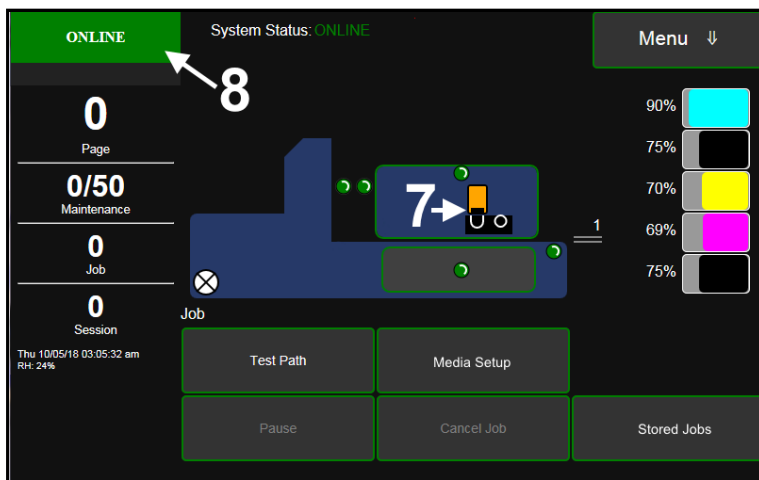 ONLINE
System Status: ONLINE
Menu ⇓
8
0
Page
0/50
Maintenance
0
Job
0
Session
Thu 10/05/18 03:05:32 am
RH: 24%
7
1
90%
75%
70%
69%
75%
Job
Test Path
Media Setup
Pause
Cancel Job
Stored Jobs